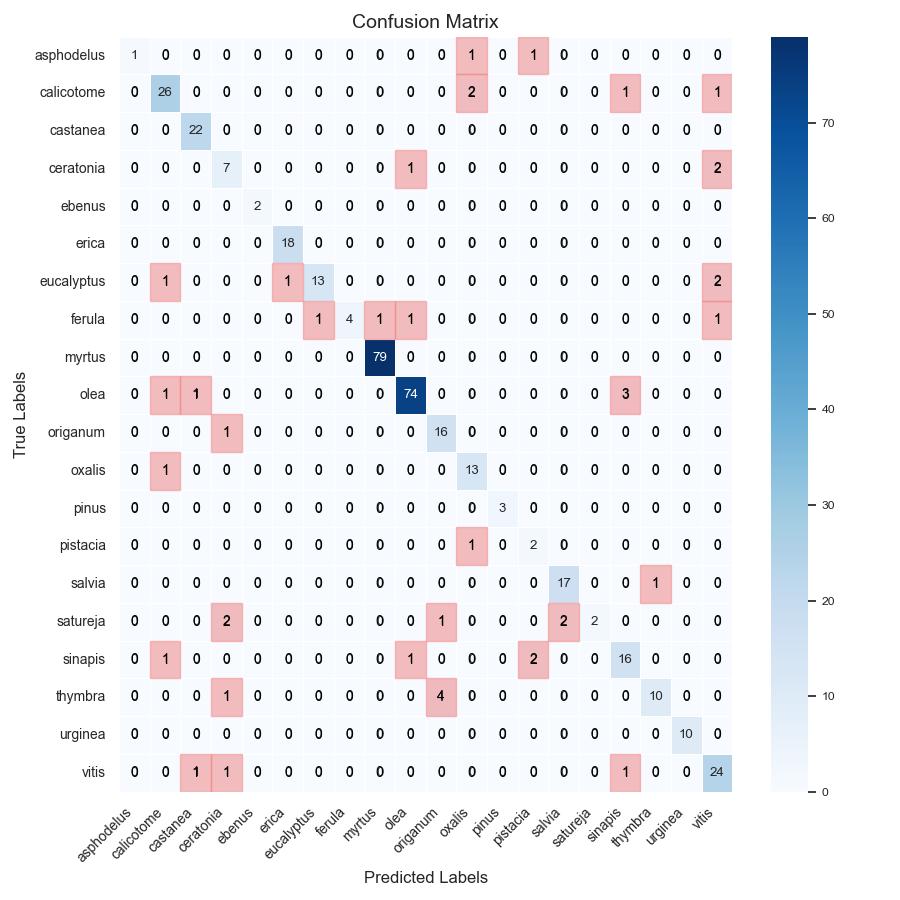 Confusion Matrix
asphodelus 1 0 0 0 0 0 0 0 0 0 0 1 0 1 0 0 0 0 0 0
calicotome 0 26 0 0 0 0 0 0 0 0 0 2 0 0 0 0 1 0 0 1
castanea 0 0 22 0 0 0 0 0 0 0 0 0 0 0 0 0 0 0 0 0
ceratonia 0 0 0 7 0 0 0 0 0 1 0 0 0 0 0 0 0 0 0 2
ebenus 0 0 0 0 2 0 0 0 0 0 0 0 0 0 0 0 0 0 0 0
erica 0 0 0 0 0 18 0 0 0 0 0 0 0 0 0 0 0 0 0 0
eucalyptus 0 1 0 0 0 1 13 0 0 0 0 0 0 0 0 0 0 0 0 2
ferula 0 0 0 0 0 0 1 4 1 1 0 0 0 0 0 0 0 0 0 1
myrtus 0 0 0 0 0 0 0 0 79 0 0 0 0 0 0 0 0 0 0 0
olea 0 1 1 0 0 0 0 0 0 74 0 0 0 0 0 0 3 0 0 0
origanum 0 0 0 1 0 0 0 0 0 0 16 0 0 0 0 0 0 0 0 0
oxalis 0 1 0 0 0 0 0 0 0 0 0 13 0 0 0 0 0 0 0 0
pinus 0 0 0 0 0 0 0 0 0 0 0 0 3 0 0 0 0 0 0 0
pistacia 0 0 0 0 0 0 0 0 0 0 0 1 0 2 0 0 0 0 0 0
salvia 0 0 0 0 0 0 0 0 0 0 0 0 0 0 17 0 0 1 0 0
satureja 0 0 0 2 0 0 0 0 0 0 1 0 0 0 2 2 0 0 0 0
sinapis 0 1 0 0 0 0 0 0 0 1 0 0 0 2 0 0 16 0 0 0
thymbra 0 0 0 1 0 0 0 0 0 0 4 0 0 0 0 0 0 10 0 0
urginea 0 0 0 0 0 0 0 0 0 0 0 0 0 0 0 0 0 0 10 0
vitis 0 0 1 1 0 0 0 0 0 0 0 0 0 0 0 0 1 0 0 24
True Labels
asphodelus calicotome castanea ceratonia ebenus erica eucalyptus ferula myrtus olea origanum oxalis pinus pistacia salvia satureja sinapis thymbra urginea vitis
Predicted Labels
70
60
50
40
30
20
10
0